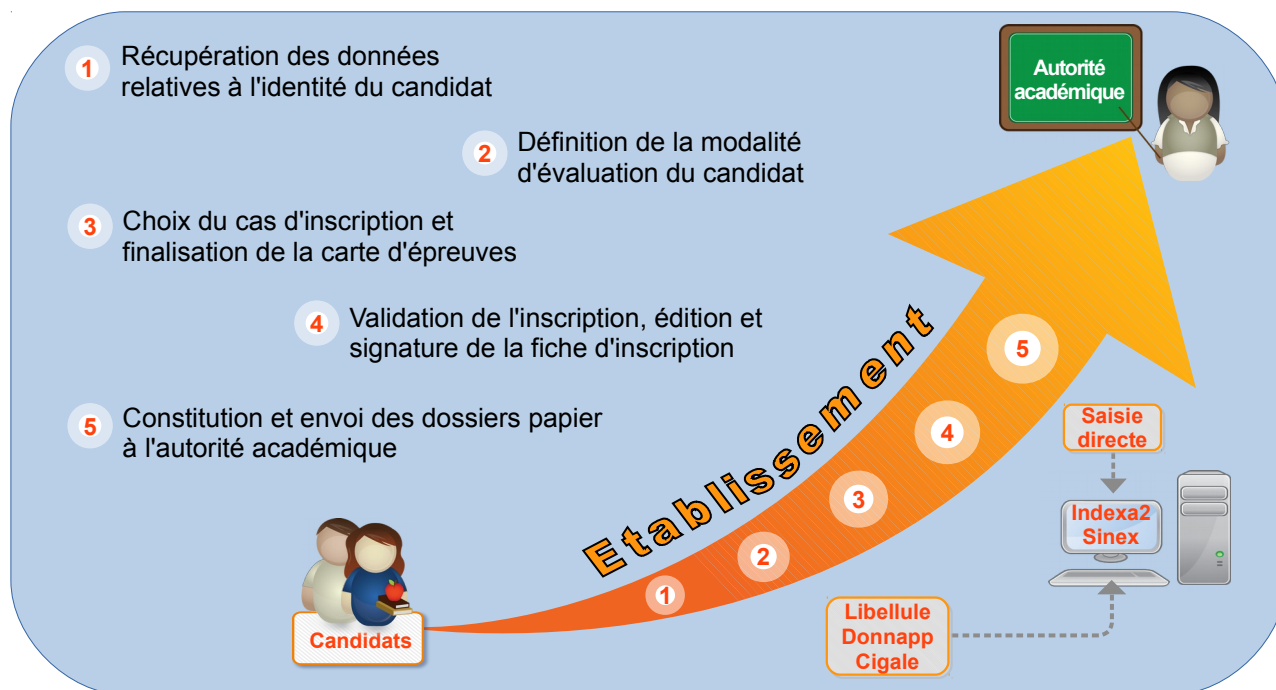 1 Récupération des données
relatives à l'identité du candidat
2 Définition de la modalité
d'évaluation du candidat
3 Choix du cas d'inscription et
finalisation de la carte d'épreuves
4 Validation de l'inscription, édition et
signature de la fiche d'inscription
5 Constitution et envoi des dossiers papier
à l'autorité académique
Autorité
académique
Etablissement
1
2
3
4
5
Candidats
Saisie
directe
Indexa2
Sinex
Libellule
Donnapp
Cigale